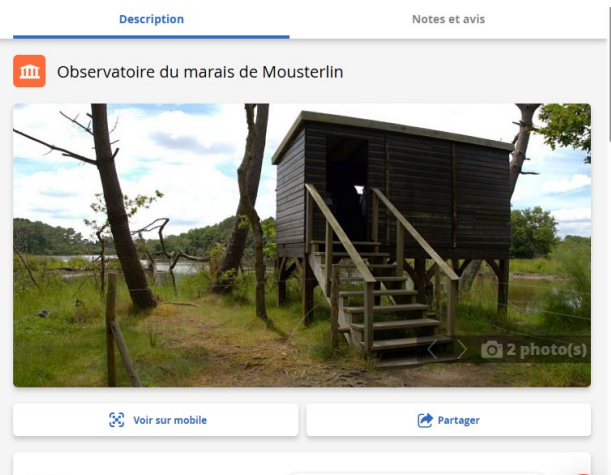 Description
Notes et avis
Observatoire du marais de Mousterlin
2 photo(s)
Voir sur mobile
Partager